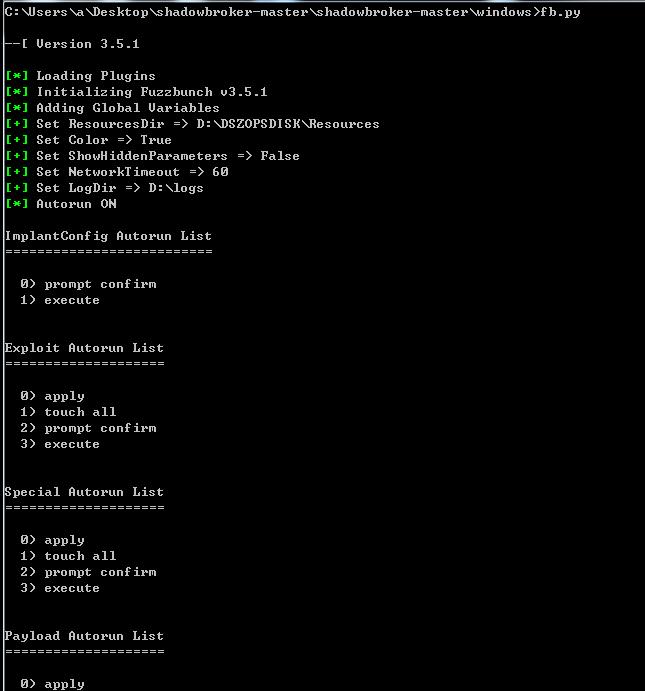 C:\Users\a\Desktop\shadowbroker-master\shadowbroker-master\windows>fb.py
--[ Version 3.5.1
[*] Loading Plugins
[*] Initializing Fuzzbunch v3.5.1
[*] Adding Global Variables
[+] Set ResourcesDir => D:\DSZOPSDISK\Resources
[+] Set Color => True
[+] Set ShowHiddenParameters => False
[+] Set NetworkTimeout => 60
[+] Set LogDir => D:\logs
[*] Autorun ON
ImplantConfig Autorun List
==========================
0) prompt confirm
1) execute
Exploit Autorun List
====================
0) apply
1) touch all
2) prompt confirm
3) execute
Special Autorun List
====================
0) apply
1) touch all
2) prompt confirm
3) execute
Payload Autorun List
====================
0) apply